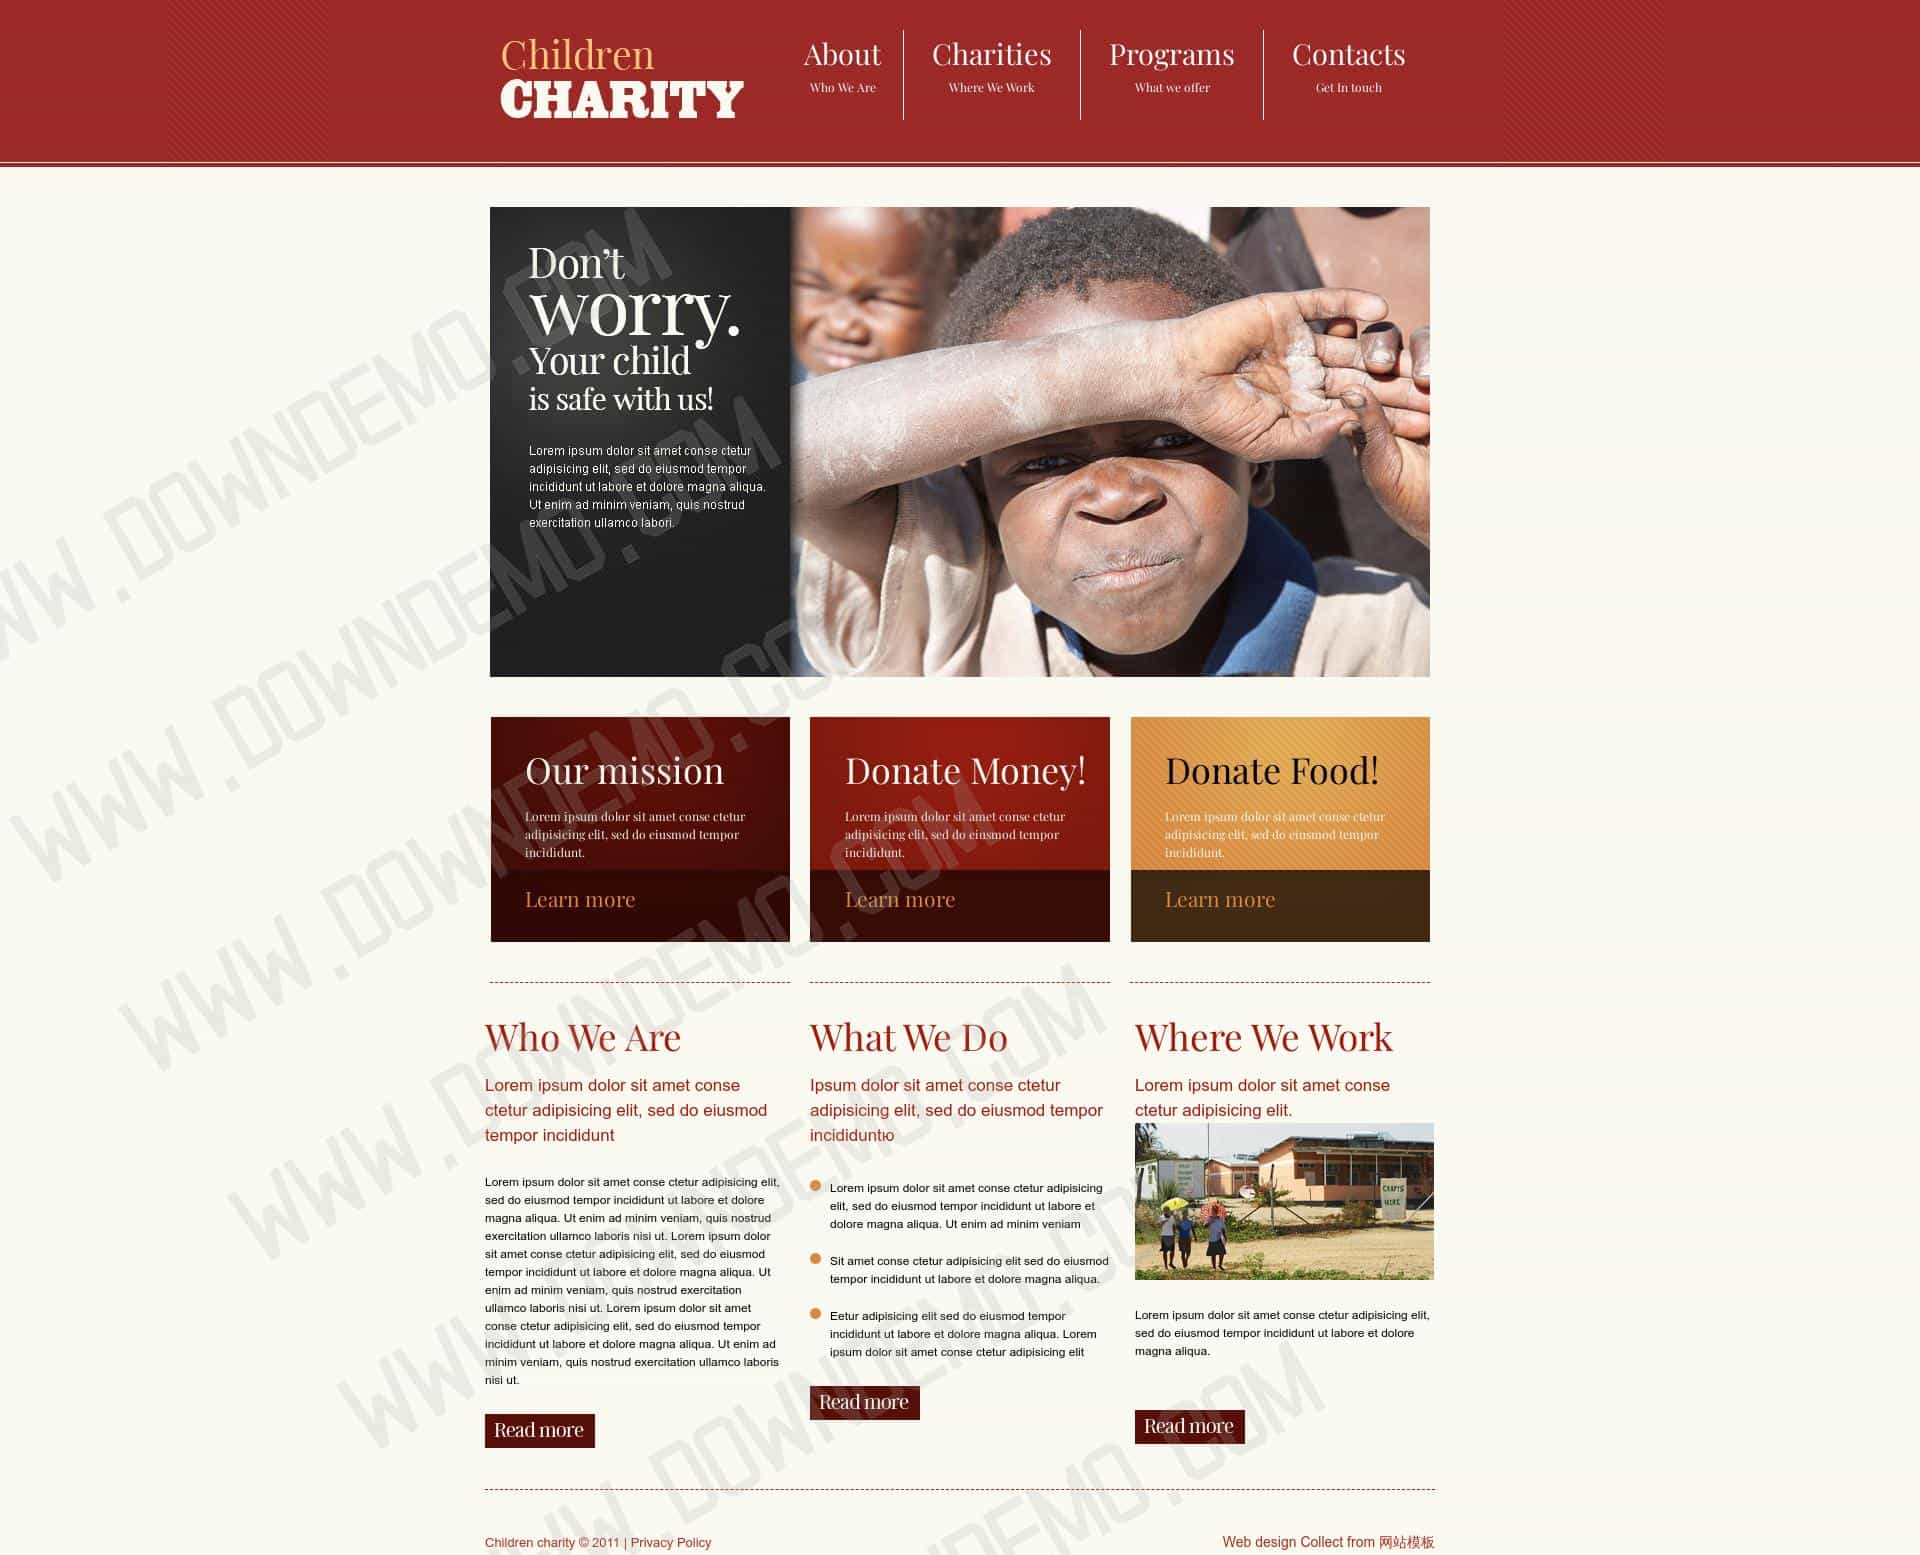 Children
CHARITY
About
Who We Are
Charities
Where We Work
Programs
What we offer
Contacts
Get In touch
Don't
worry.
Your child
is safe with us!
Lorem ipsum dolor sit amet conse ctetur
adipisicing elit, sed do eiusmod tempor
incididunt ut labore et dolore magna aliqua.
Ut enim ad minim veniam, quis nostrud
exercitation ullamco labori.
Our mission
Lorem ipsum dolor sit amet conse ctetur
adipisicing elit, sed do eiusmod tempor
incididunt.
Learn more
Donate Money!
Lorem ipsum dolor sit amet conse ctetur
adipisicing elit, sed do eiusmod tempor
incididunt.
Learn more
Donate Food!
Lorem ipsum dolor sit amet conse ctetur
adipisicing elit, sed do eiusmod tempor
incididunt.
Learn more
Who We Are
Lorem ipsum dolor sit amet conse
ctetur adipisicing elit, sed do eiusmod
tempor incididunt
Lorem ipsum dolor sit amet conse ctetur adipisicing elit,
sed do eiusmod tempor incididunt ut labore et dolore
magna aliqua. Ut enim ad minim veniam, quis nostrud
exercitation ullamco laboris nisi ut. Lorem ipsum dolor
sit amet conse ctetur adipisicing elit, sed do eiusmod
tempor incididunt ut labore et dolore magna aliqua. Ut
enim ad minim veniam, quis nostrud exercitation
ullamco laboris nisi ut. Lorem ipsum dolor sit amet
conse ctetur adipisicing elit, sed do eiusmod tempor
incididunt ut labore et dolore magna aliqua. Ut enim ad
minim veniam, quis nostrud exercitation ullamco laboris
nisi ut.
Read more
What We Do
Ipsum dolor sit amet conse ctetur
adipisicing elit, sed do eiusmod tempor
incididuntю
Lorem ipsum dolor sit amet conse ctetur adipisicing
elit, sed do eiusmod tempor incididunt ut labore et
dolore magna aliqua. Ut enim ad minim veniam
Sit amet conse ctetur adipisicing elit sed do eiusmod
tempor incididunt ut labore et dolore magna aliqua.
Eetur adipisicing elit sed do eiusmod tempor
incididunt ut labore et dolore magna aliqua. Lorem
ipsum dolor sit amet conse ctetur adipisicing elit
Read more
Where We Work
Lorem ipsum dolor sit amet conse
ctetur adipisicing elit.
CRAFTS
HERE
Lorem ipsum dolor sit amet conse ctetur adipisicing elit,
sed do eiusmod tempor incididunt ut labore et dolore
magna aliqua.
Read more
Children charity © 2011 | Privacy Policy
Web design Collect from 网站模板
WWW.DOWNDEMO.COM
WWW.DOWNDEMO.COM
WWW.DOWNDEMO.COM
WWW.DOWNDEMO.COM
WWW.DOWNDEMO.COM